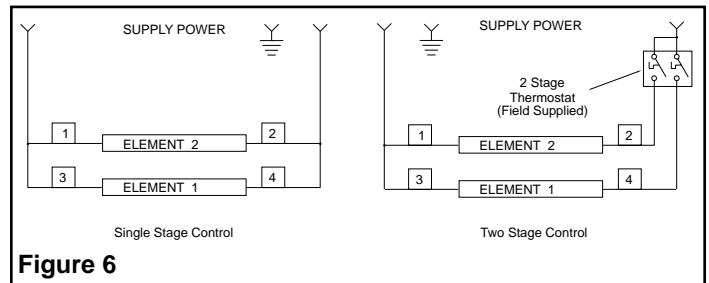 SUPPLY POWER
1
ELEMENT 2
2
3
ELEMENT 1
4
Single Stage Control
SUPPLY POWER
2 Stage
Thermostat
(Field Supplied)
1
ELEMENT 2
2
3
ELEMENT 1
4
Two Stage Control
Figure 6